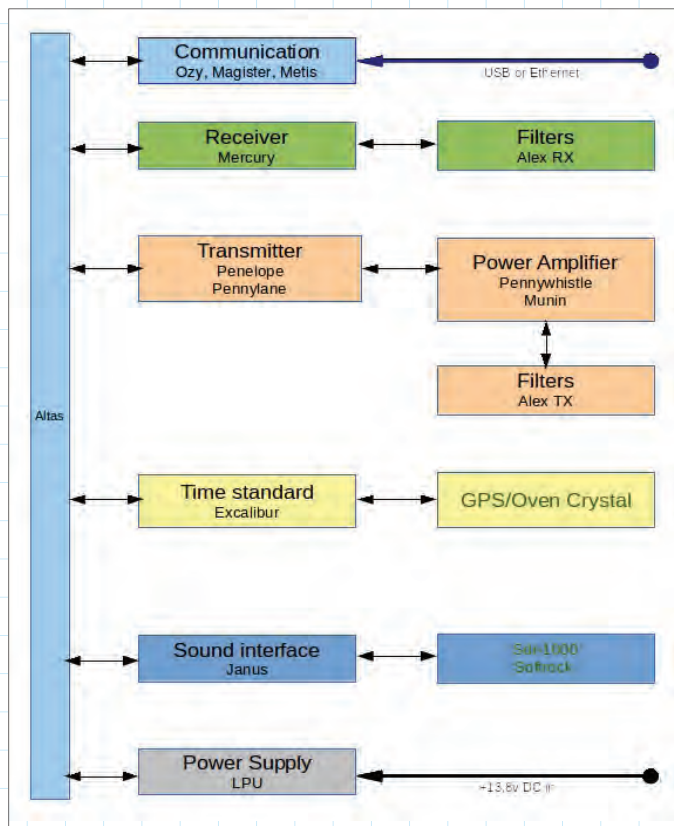 Communication
Ozy, Magister, Metis
USB or Ethernet
Receiver
Mercury
Filters
Alex RX
Transmitter
Penelope
Pennylane
Power Amplifier
Pennywhistle
Munin
Filters
Alex TX
Altas
Time standard
Excalibur
GPS/Oven Crystal
Sound interface
Janus
Sdr-1000
Softrock
Power Supply
LPU
+13,8v DC in